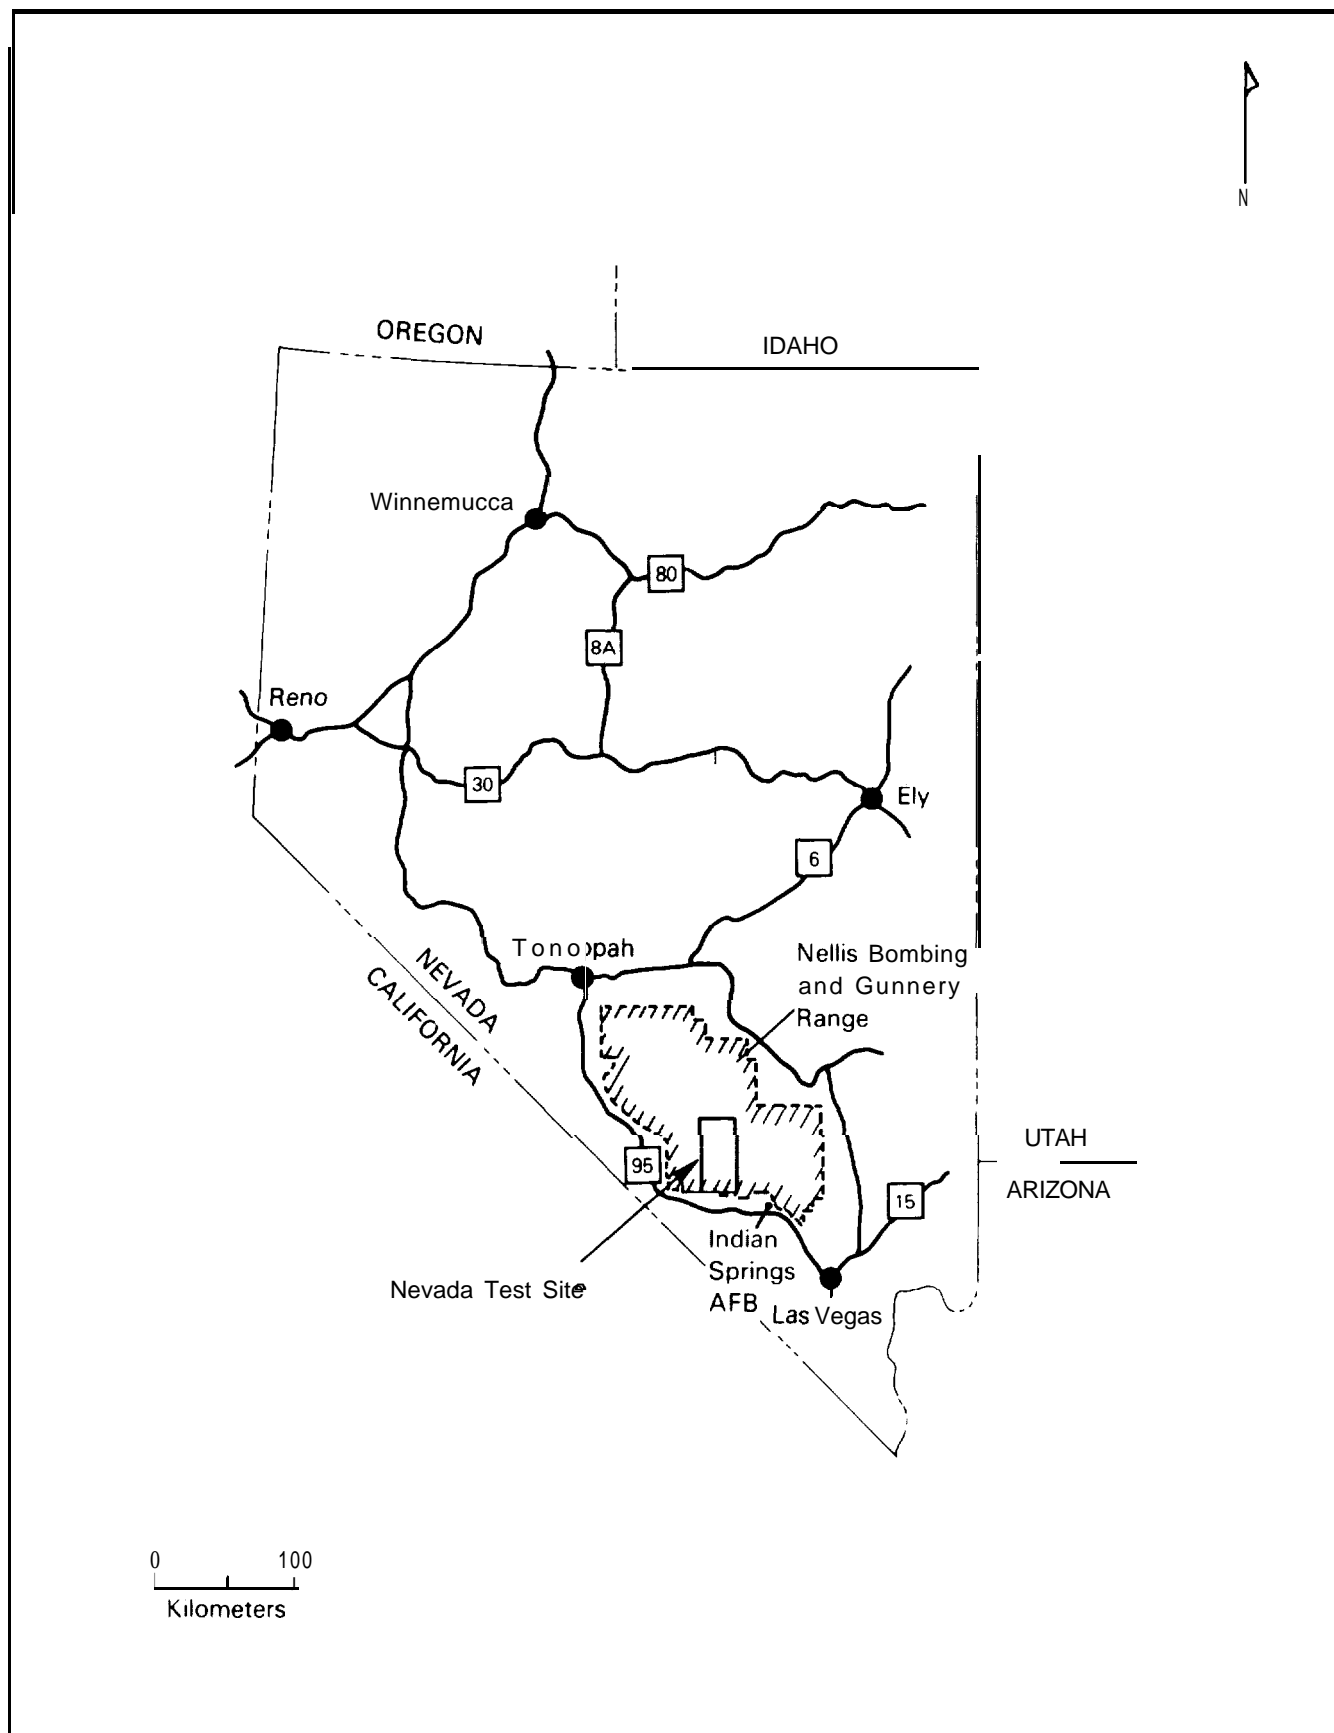 N
OREGON
IDAHO
Winnemucca
80
8A
Reno
30
Ely
6
Tonopah
NEVADA
CALIFORNIA
Nellis Bombing
and Gunnery
Range
95
UTAH
ARIZONA
15
Indian
Springs
AFB
Nevada Test Site
Las Vegas
0 100
Kilometers